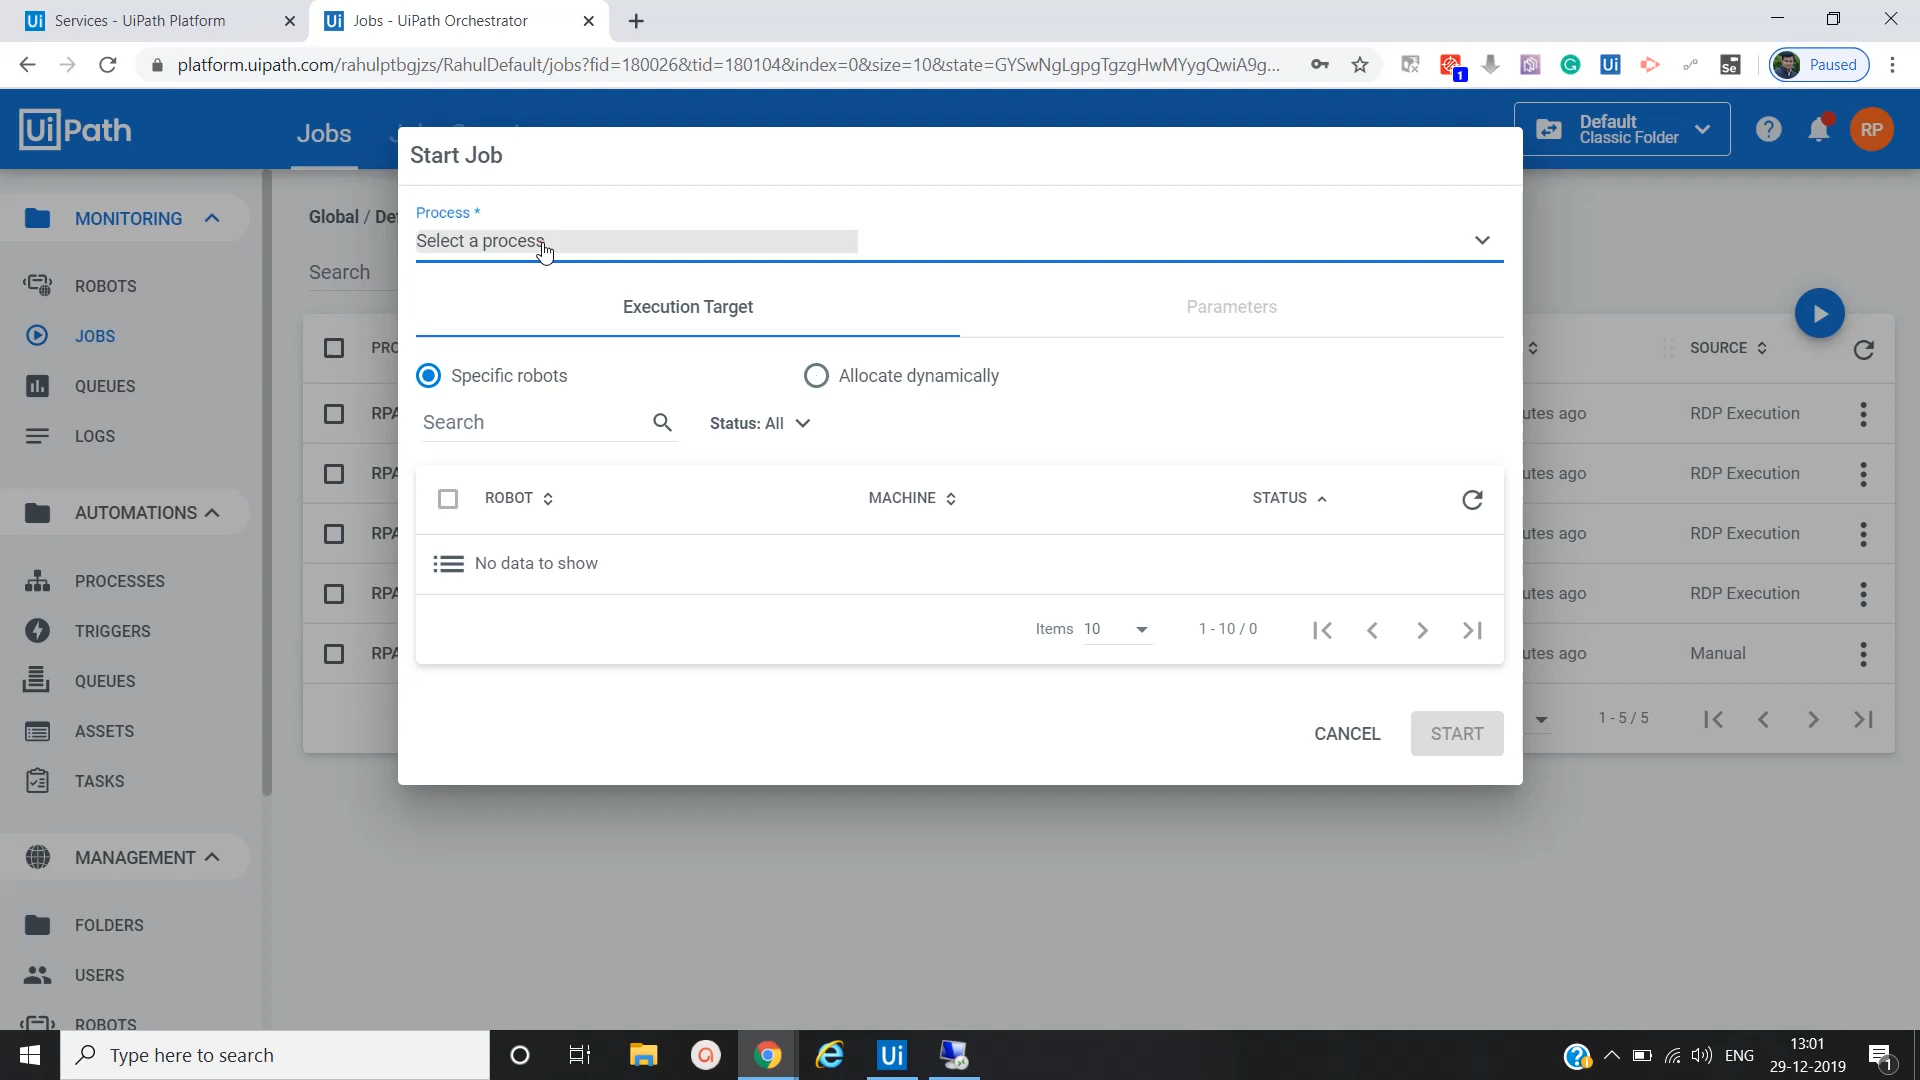 Services - UiPath Platform
Jobs - UiPath Orchestrator
platform.uipath.com/rahulptbgjzs/RahulDefault/jobs?fid=180026&tid=180104&index=0&size=10&state=GYSwNgLgpgTgzgHwMYygQwiA9g...
1
Paused
UiPath
Jobs
Default
Classic Folder
RP
Start Job
Process *
Select a process
Execution Target
Parameters
Specific robots
Allocate dynamically
Search
Status: All
ROBOT
MACHINE
STATUS
No data to show
Items 10
1 - 10 / 0
CANCEL
START
MONITORING
ROBOTS
JOBS
QUEUES
LOGS
AUTOMATIONS
PROCESSES
TRIGGERS
QUEUES
ASSETS
TASKS
MANAGEMENT
FOLDERS
USERS
ROBOTS
Global / De
Search
PRO
SOURCE
RPA
utes ago
RDP Execution
RPA
utes ago
RDP Execution
RPA
utes ago
RDP Execution
RPA
utes ago
RDP Execution
RPA
utes ago
Manual
1 - 5 / 5
Type here to search
ENG
13:01
29-12-2019
1